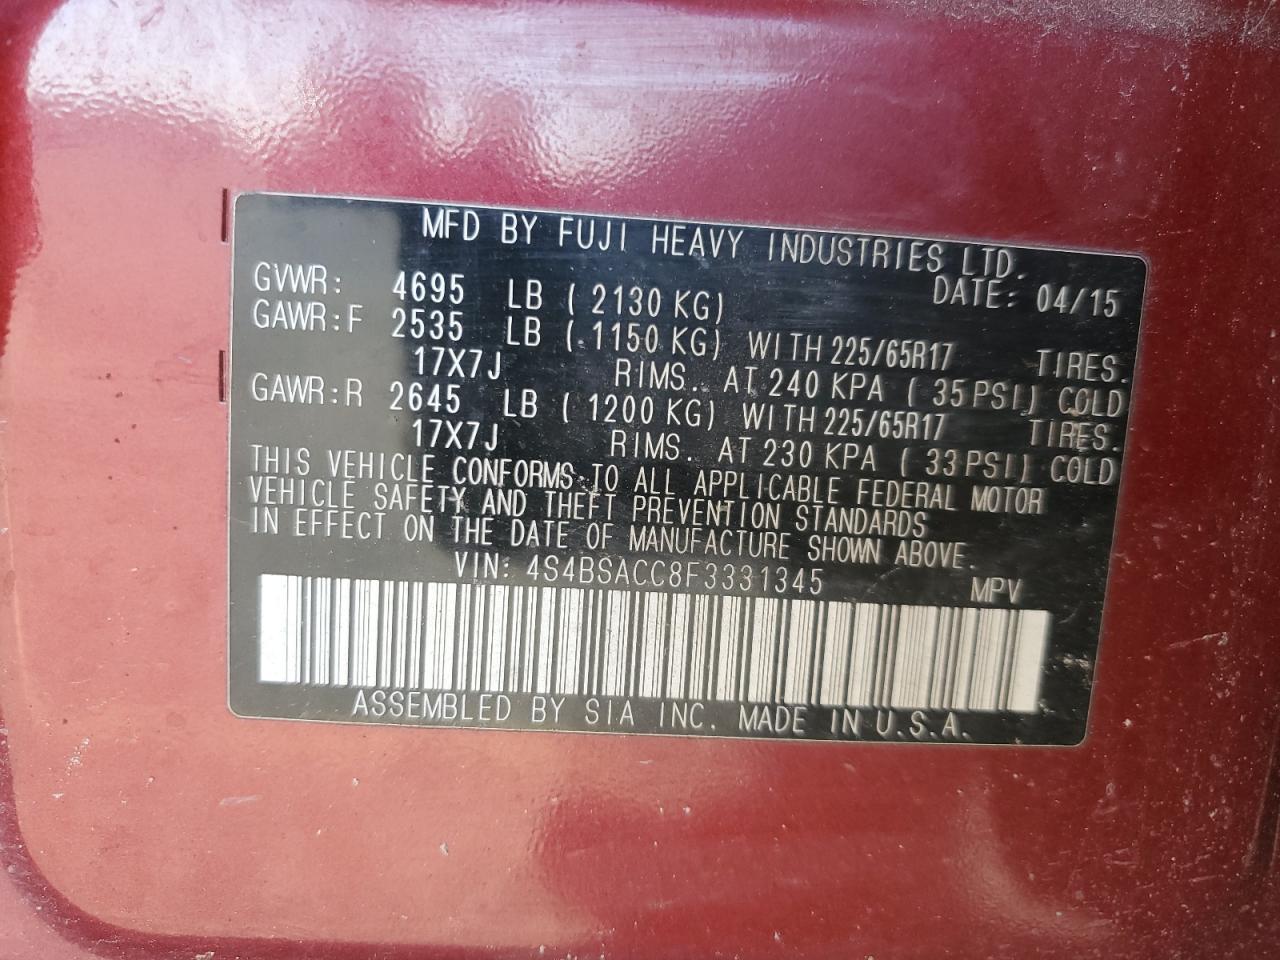 MFD BY FUJI HEAVY INDUSTRIES LTD.
DATE: 04/15
GVWR: 4695 LB ( 2130 KG)
GAWR:F 2535 LB ( 1150 KG) WITH 225/65R17 TIRES.
17X7J RIMS. AT 240 KPA ( 35 PSI) COLD
GAWR:R 2645 LB ( 1200 KG) WITH 225/65R17 TIRES.
17X7J RIMS. AT 230 KPA ( 33 PSI) COLD
THIS VEHICLE CONFORMS TO ALL APPLICABLE FEDERAL MOTOR
VEHICLE SAFETY AND THEFT PREVENTION STANDARDS
IN EFFECT ON THE DATE OF MANUFACTURE SHOWN ABOVE.
VIN: 4S4BSACC8F3331345 MPV
ASSEMBLED BY SIA INC. MADE IN U.S.A.